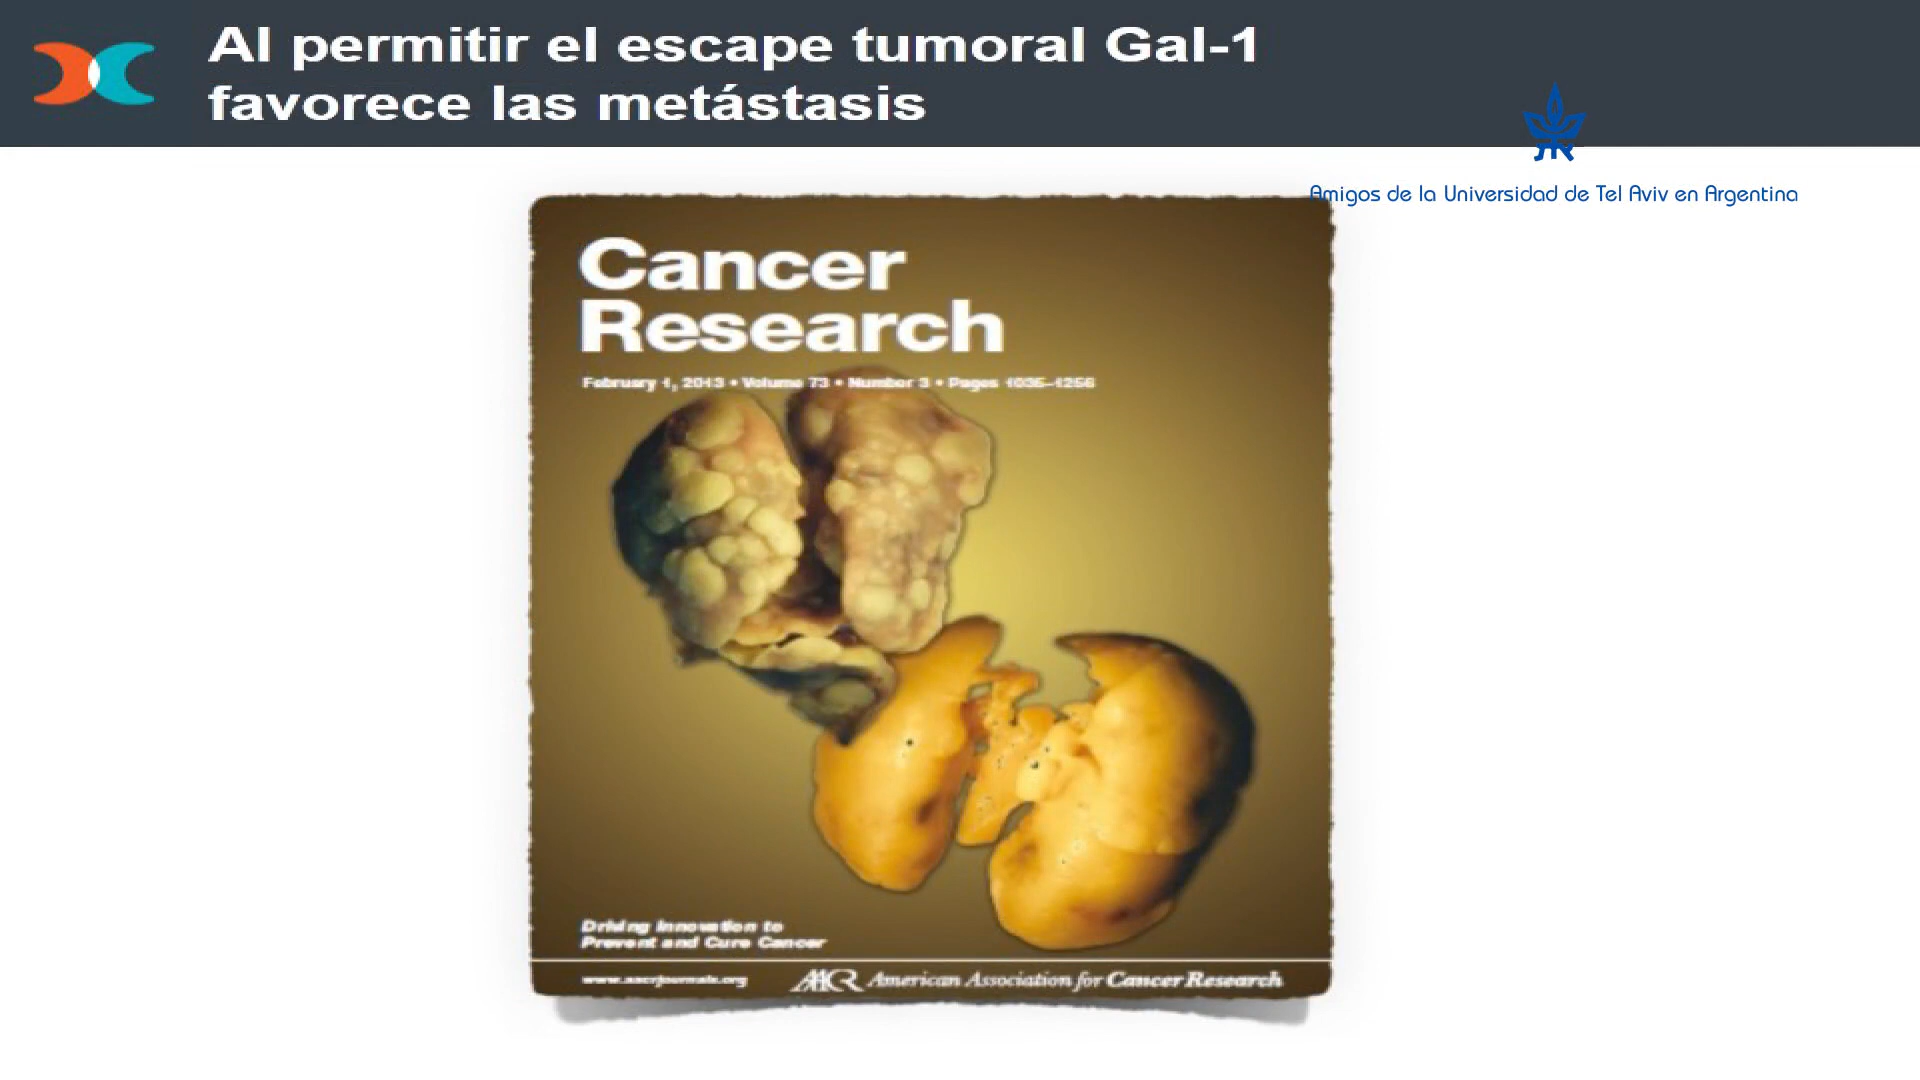 Al permitir el escape tumoral Gal-1
favorece las metástasis
Amigos de la Universidad de Tel Aviv en Argentina
Cancer
Research
February 1, 2013 • Volume 73 • Number 3 • Pages 1035–1256
Driving Innovation to
Prevent and Cure Cancer
www.aacrjournals.org
AACR American Association for Cancer Research